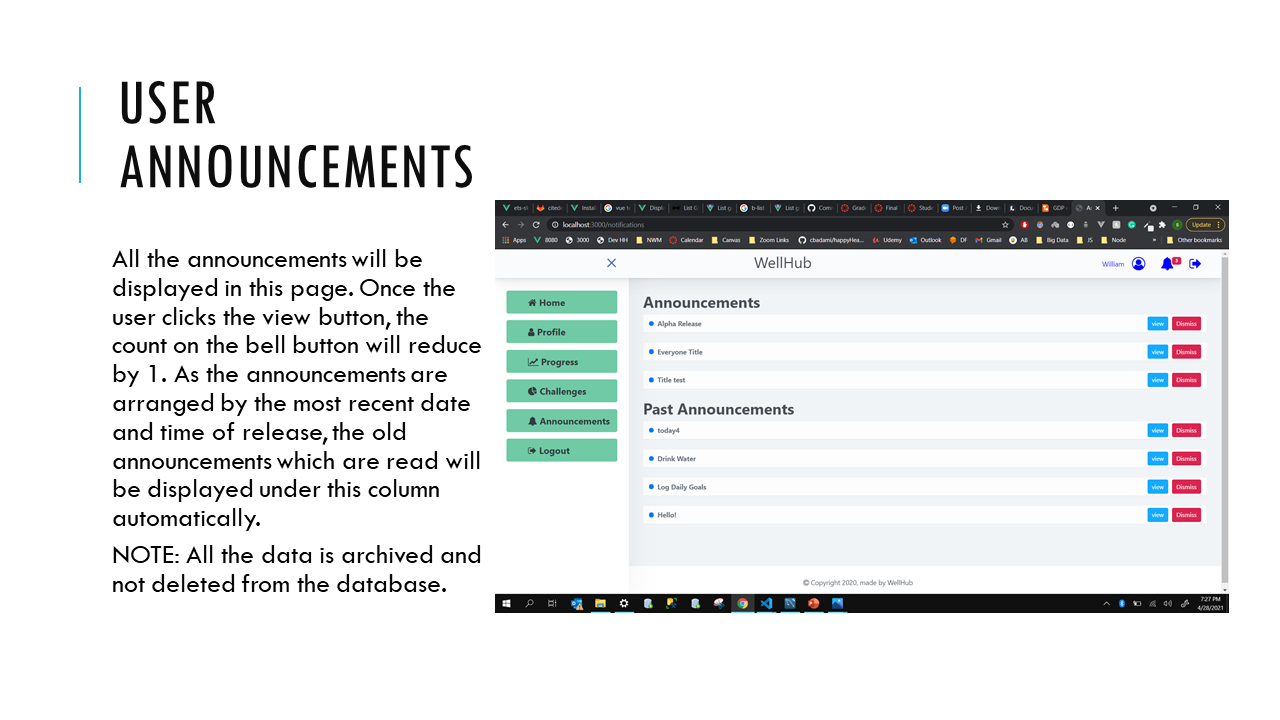 USER
ANNOUNCEMENTS
All the announcements will be
displayed in this page. Once the
user clicks the view button, the
count on the bell button will reduce
by 1. As the announcements are
arranged by the most recent date
and time of release, the old
announcements which are read will
be displayed under this column
automatically.
NOTE: All the data is archived and
not deleted from the database.
localhost:3000/notifications
Update
Apps 8080 3000 Dev HH NWM Calendar Canvas Zoom Links cbadami/happyHea... Udemy Outlook DF Gmail AB Big Data JS Node » Other bookmarks
WellHub
William
3
Home
Profile
Progress
Challenges
Announcements
Logout
Announcements
Alpha Release view Dismiss
Everyone Title view Dismiss
Title test view Dismiss
Past Announcements
today4 view Dismiss
Drink Water view Dismiss
Log Daily Goals view Dismiss
Hello! view Dismiss
© Copyright 2020, made by WellHub
7:27 PM
4/28/2021